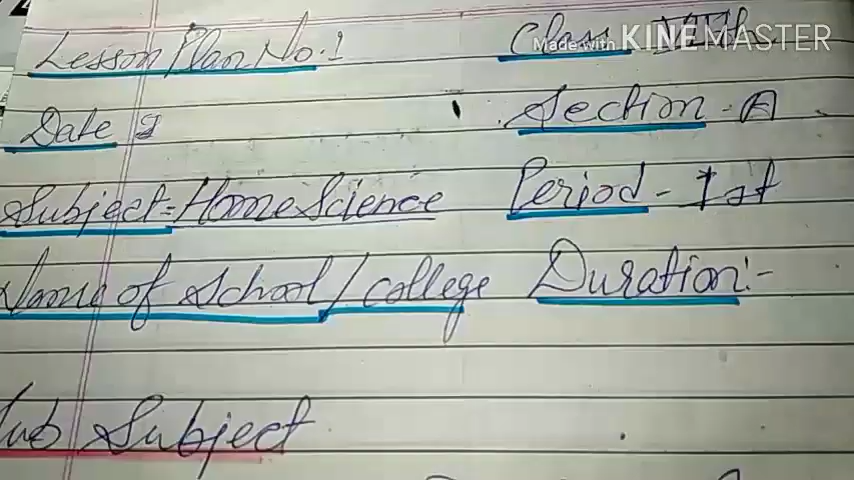 Lesson Plan No. 1
Class
Made with KINEMASTER
Date
Section - A
Subject = Home Science
Period - Ist
Name of School / College
Duration :-
Sub Subject